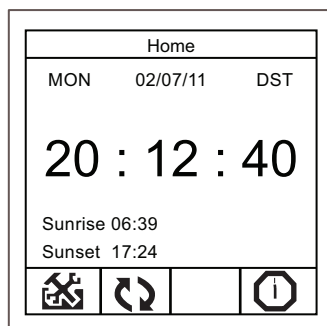 Home
MON 02/07/11 DST
20 : 12 : 40
Sunrise 06:39
Sunset 17:24
i